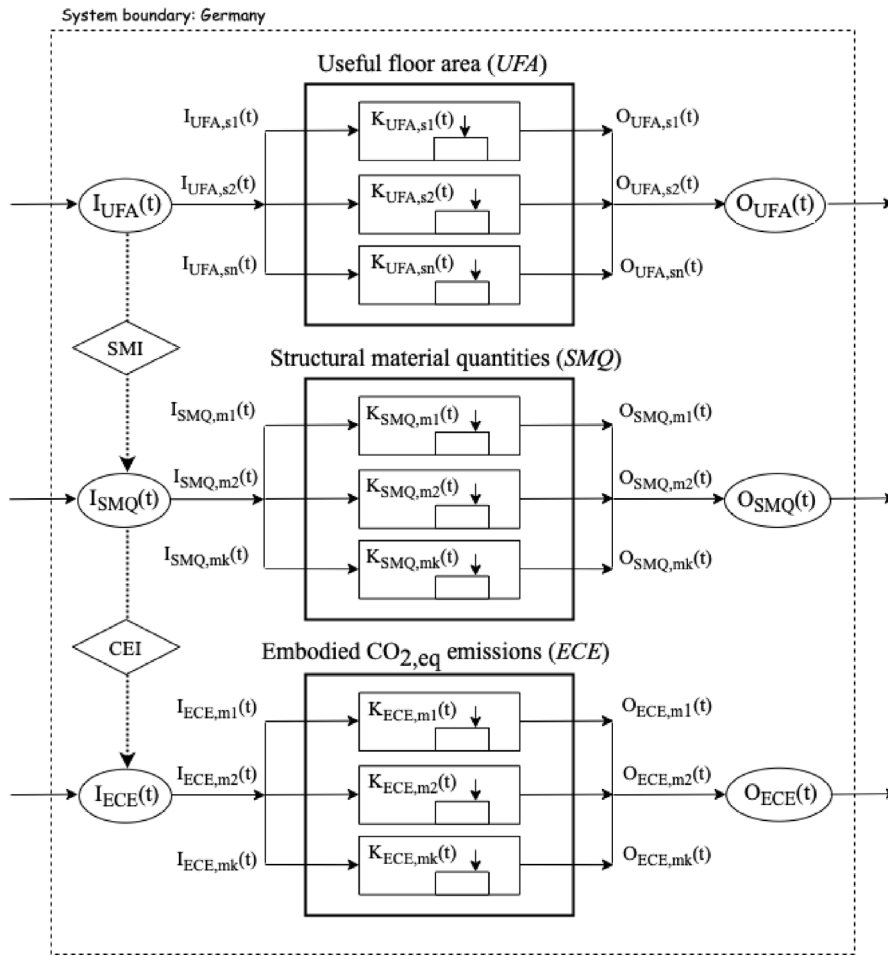 System boundary: Germany
Useful floor area (UFA)
I_UFA,s1(t)
K_UFA,s1(t)
O_UFA,s1(t)
I_UFA(t)
I_UFA,s2(t)
K_UFA,s2(t)
O_UFA,s2(t)
O_UFA(t)
I_UFA,sn(t)
K_UFA,sn(t)
O_UFA,sn(t)
SMI
Structural material quantities (SMQ)
I_SMQ,m1(t)
K_SMQ,m1(t)
O_SMQ,m1(t)
I_SMQ(t)
I_SMQ,m2(t)
K_SMQ,m2(t)
O_SMQ,m2(t)
O_SMQ(t)
I_SMQ,mk(t)
K_SMQ,mk(t)
O_SMQ,mk(t)
CEI
Embodied CO2,eq emissions (ECE)
I_ECE,m1(t)
K_ECE,m1(t)
O_ECE,m1(t)
I_ECE(t)
I_ECE,m2(t)
K_ECE,m2(t)
O_ECE,m2(t)
O_ECE(t)
I_ECE,mk(t)
K_ECE,mk(t)
O_ECE,mk(t)